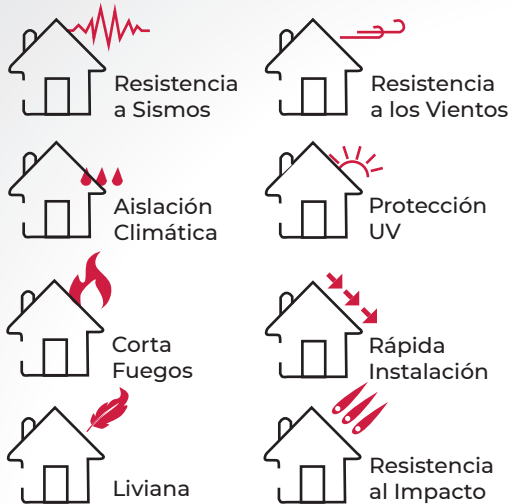 Resistencia
a Sismos
Resistencia
a los Vientos
Aislación
Climática
Protección
UV
Corta
Fuegos
Rápida
Instalación
Liviana
Resistencia
al Impacto